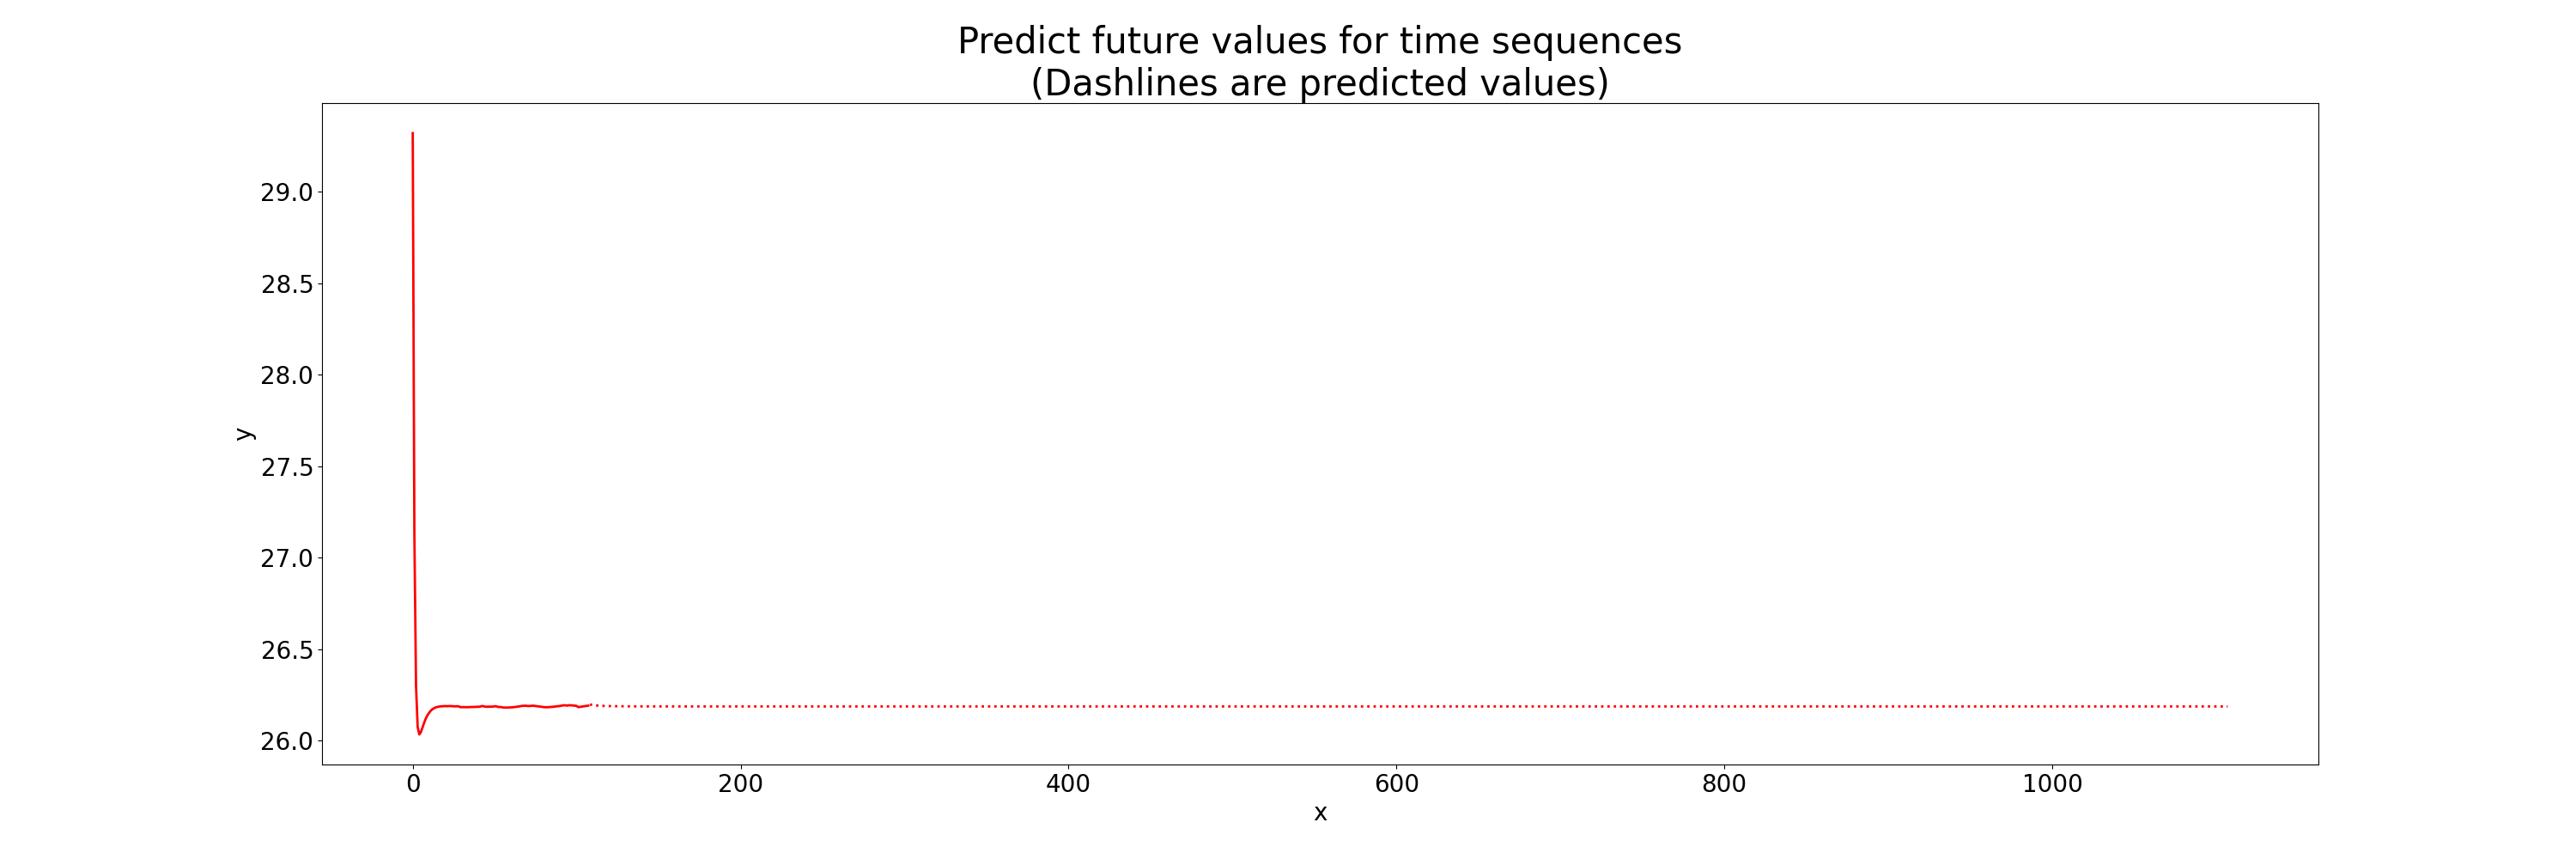 Predict future values for time sequences
(Dashlines are predicted values)
29.0
28.5
28.0
27.5
27.0
26.5
26.0
y
0 200 400 600 800 1000
x